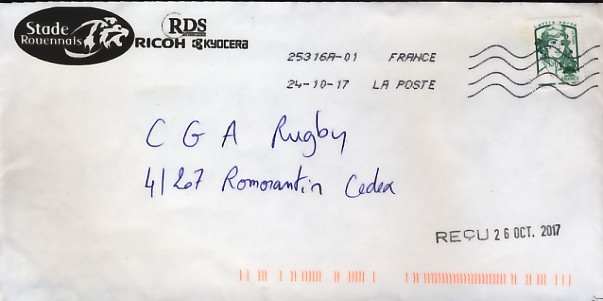 Stade
Rouennais
RDS
RICOH KYOCERA
25316A-01 FRANCE
24-10-17 LA POSTE
C G A Rugby
41207 Romorantin Cedex
REÇU 26 OCT. 2017